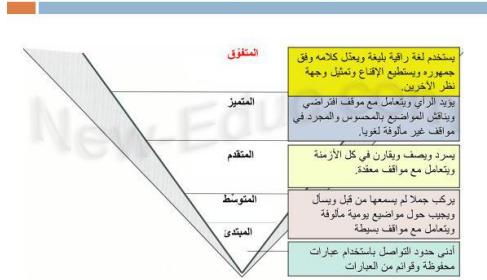 المتفوق
يستخدم لغة راقية بليغة ويعدّل كلامه وفق
جمهوره ويستطيع الإقناع وتمثيل وجهة
نظر الآخرين.
المتميز
يؤيد الرأي ويتعامل مع موقف افتراضي
ويناقش المواضيع بالمحسوس والمجرد في
مواقف غير مألوفة لغويا.
المتقدم
يسرد ويصف ويقارن في كل الأزمنة
ويتعامل مع مواقف معقدة.
المتوسّط
يركب جملا لم يسمعها من قبل ويسأل
ويجيب حول مواضيع يومية مألوفة
ويتعامل مع مواقف بسيطة
المبتدئ
أدنى حدود التواصل باستخدام عبارات
محفوظة وقوائم من العبارات